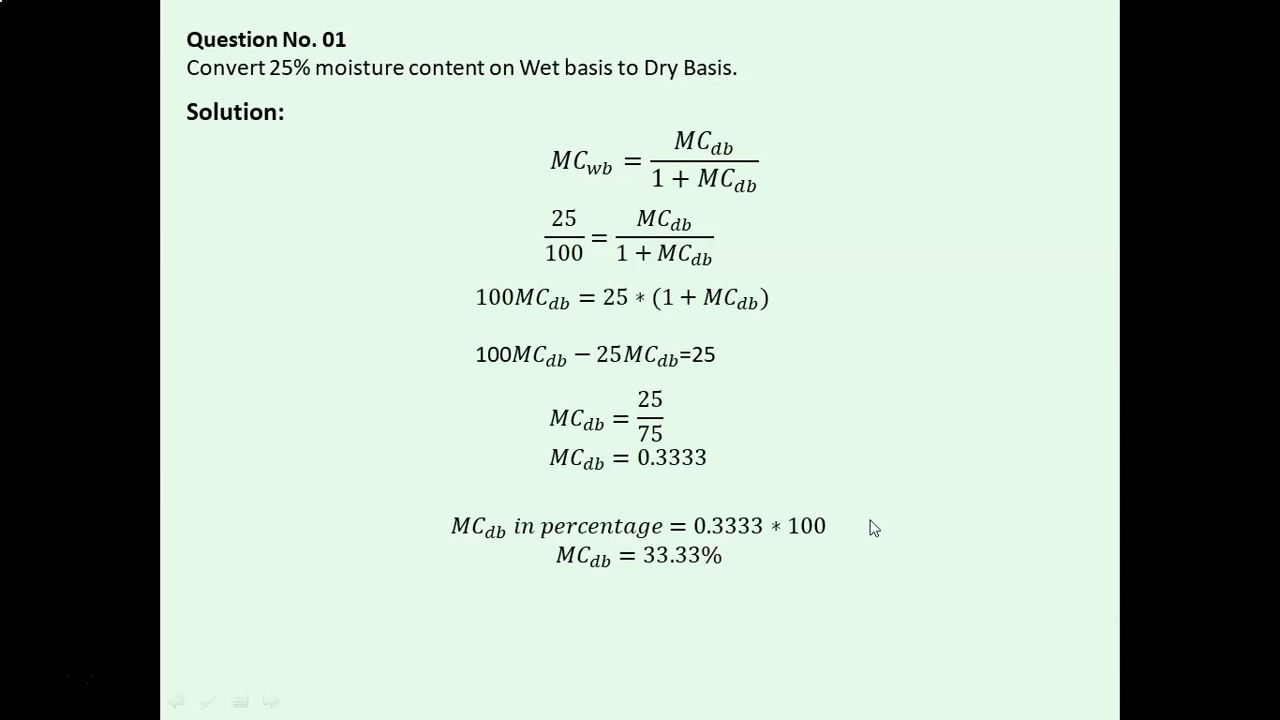 Question No. 01
Convert 25% moisture content on Wet basis to Dry Basis.
Solution:
MC_wb = MC_db / (1 + MC_db)
25/100 = MC_db / (1 + MC_db)
100MC_db = 25 * (1 + MC_db)
100MC_db − 25MC_db=25
MC_db = 25/75
MC_db = 0.3333
MC_db in percentage = 0.3333 * 100
MC_db = 33.33%